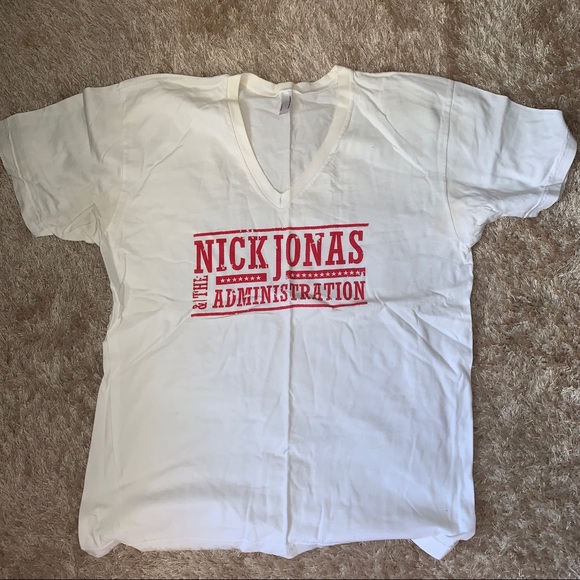 NICK JONAS
& THE
ADMINISTRATION